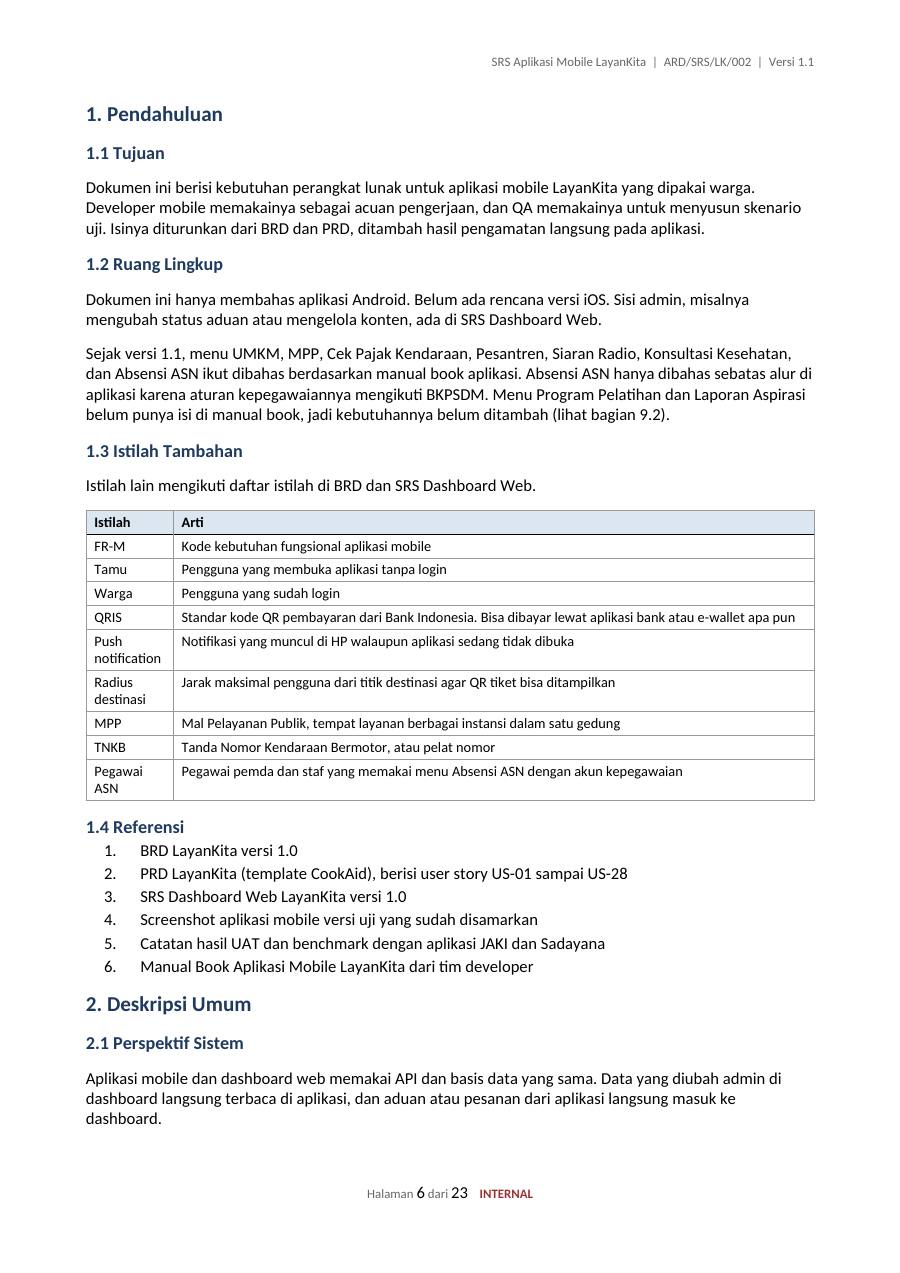 SRS Aplikasi Mobile LayanKita | ARD/SRS/LK/002 | Versi 1.1
1. Pendahuluan
1.1 Tujuan
Dokumen ini berisi kebutuhan perangkat lunak untuk aplikasi mobile LayanKita yang dipakai warga.
Developer mobile memakainya sebagai acuan pengerjaan, dan QA memakainya untuk menyusun skenario
uji. Isinya diturunkan dari BRD dan PRD, ditambah hasil pengamatan langsung pada aplikasi.
1.2 Ruang Lingkup
Dokumen ini hanya membahas aplikasi Android. Belum ada rencana versi iOS. Sisi admin, misalnya
mengubah status aduan atau mengelola konten, ada di SRS Dashboard Web.
Sejak versi 1.1, menu UMKM, MPP, Cek Pajak Kendaraan, Pesantren, Siaran Radio, Konsultasi Kesehatan,
dan Absensi ASN ikut dibahas berdasarkan manual book aplikasi. Absensi ASN hanya dibahas sebatas alur di
aplikasi karena aturan kepegawaiannya mengikuti BKPSDM. Menu Program Pelatihan dan Laporan Aspirasi
belum punya isi di manual book, jadi kebutuhannya belum ditambah (lihat bagian 9.2).
1.3 Istilah Tambahan
Istilah lain mengikuti daftar istilah di BRD dan SRS Dashboard Web.
Istilah Arti
FR-M Kode kebutuhan fungsional aplikasi mobile
Tamu Pengguna yang membuka aplikasi tanpa login
Warga Pengguna yang sudah login
QRIS Standar kode QR pembayaran dari Bank Indonesia. Bisa dibayar lewat aplikasi bank atau e-wallet apa pun
Push Notifikasi yang muncul di HP walaupun aplikasi sedang tidak dibuka
notification
Radius Jarak maksimal pengguna dari titik destinasi agar QR tiket bisa ditampilkan
destinasi
MPP Mal Pelayanan Publik, tempat layanan berbagai instansi dalam satu gedung
TNKB Tanda Nomor Kendaraan Bermotor, atau pelat nomor
Pegawai Pegawai pemda dan staf yang memakai menu Absensi ASN dengan akun kepegawaian
ASN
1.4 Referensi
1. BRD LayanKita versi 1.0
2. PRD LayanKita (template CookAid), berisi user story US-01 sampai US-28
3. SRS Dashboard Web LayanKita versi 1.0
4. Screenshot aplikasi mobile versi uji yang sudah disamarkan
5. Catatan hasil UAT dan benchmark dengan aplikasi JAKI dan Sadayana
6. Manual Book Aplikasi Mobile LayanKita dari tim developer
2. Deskripsi Umum
2.1 Perspektif Sistem
Aplikasi mobile dan dashboard web memakai API dan basis data yang sama. Data yang diubah admin di
dashboard langsung terbaca di aplikasi, dan aduan atau pesanan dari aplikasi langsung masuk ke
dashboard.
Halaman 6 dari 23 INTERNAL